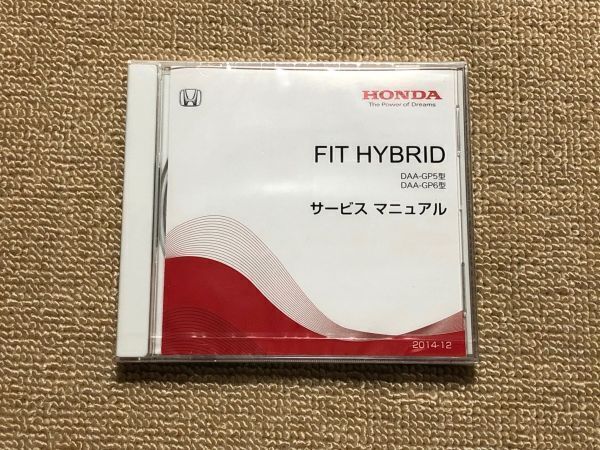 HONDA
The Power of Dreams
FIT HYBRID
DAA-GP5型
DAA-GP6型
サービス マニュアル
2014-12